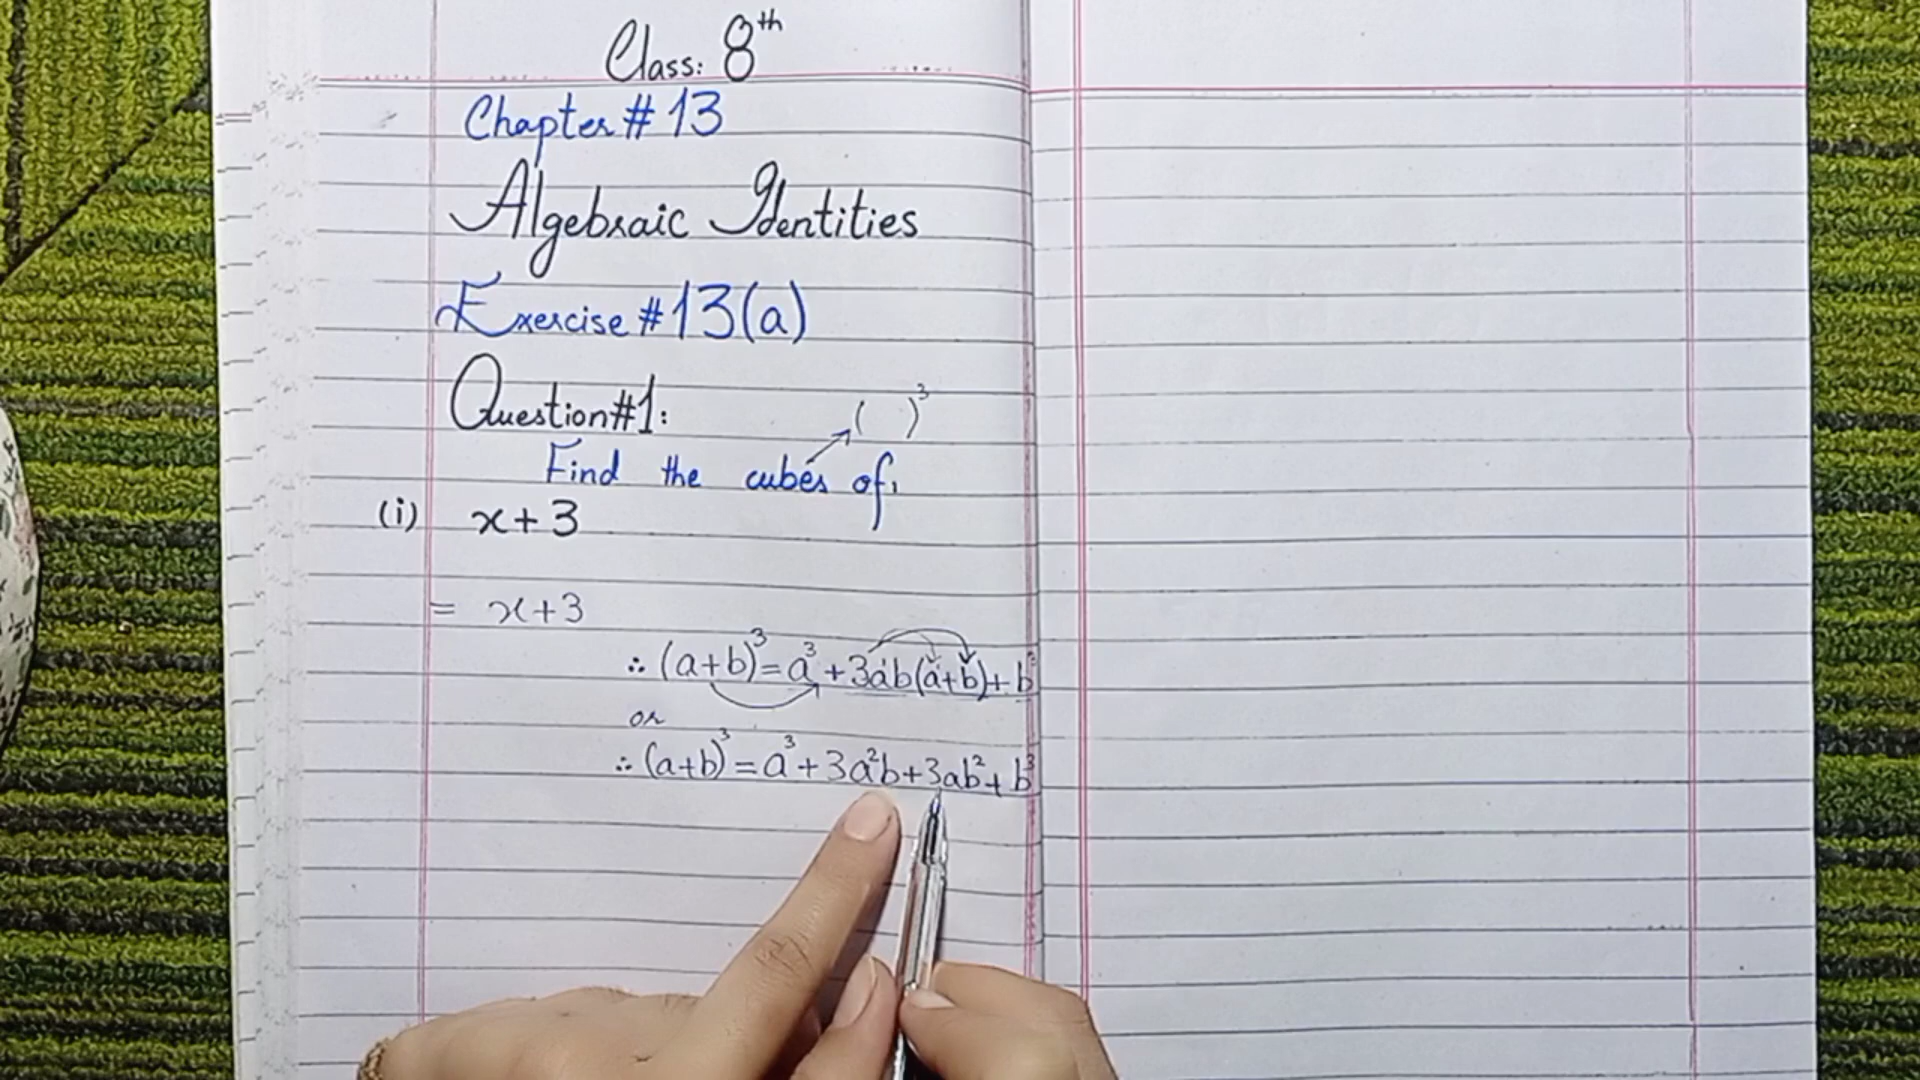 Class: 8th
Chapter # 13
Algebraic Identities
Exercise # 13(a)
Question#1:
( )³
Find the cubes of,
(i) x+3
= x+3
∴ (a+b)³ = a³ + 3ab(a+b) + b³
or
∴ (a+b)³ = a³ + 3a²b + 3ab² + b³